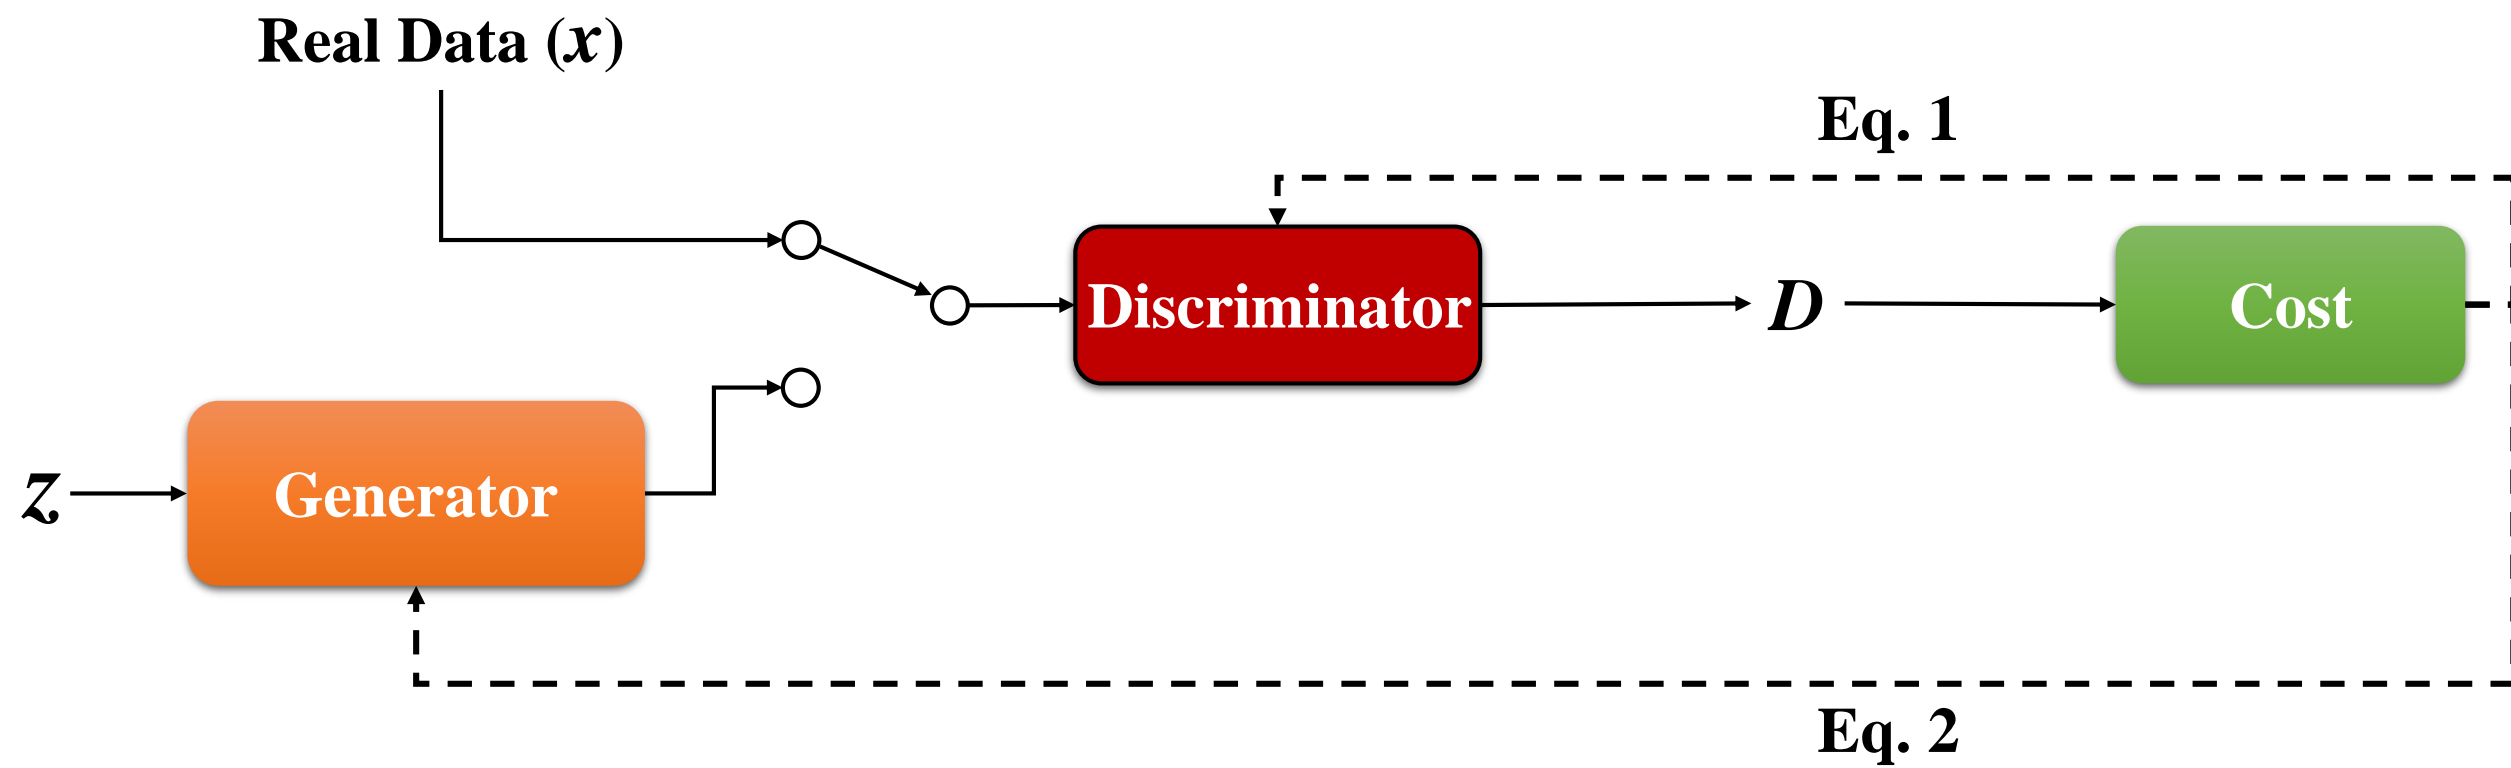 Real Data (x)
Eq. 1
Discriminator
D
Cost
z
Generator
Eq. 2